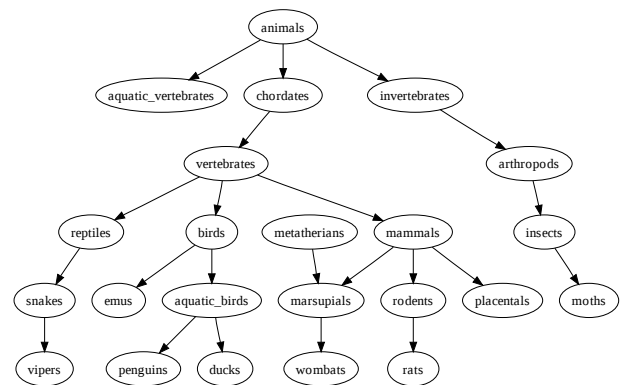 animals
aquatic_vertebrates chordates invertebrates
vertebrates arthropods
reptiles birds metatherians mammals insects
snakes emus aquatic_birds marsupials rodents placentals moths
vipers penguins ducks wombats rats